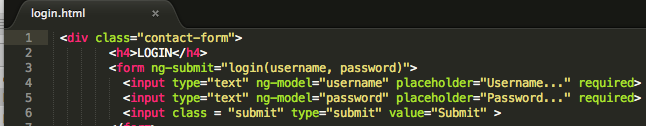 login.html ×
1 <div class="contact-form">
2 <h4>LOGIN</h4>
3 <form ng-submit="login(username, password)">
4 <input type="text" ng-model="username" placeholder="Username..." required>
5 <input type="text" ng-model="password" placeholder="Password..." required>
6 <input class = "submit" type="submit" value="Submit" >